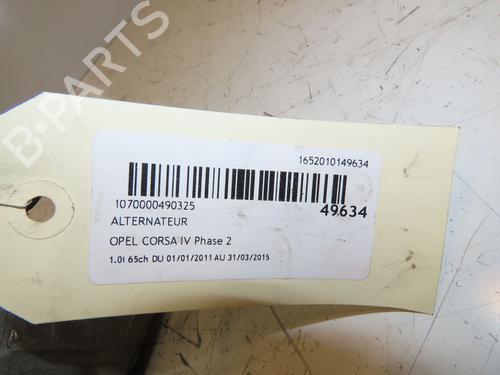 B-PARTS
1652010149634
1070000490325
49634
ALTERNATEUR
OPEL CORSA IV Phase 2
1.0i 65ch DU 01/01/2011 AU 31/03/2015